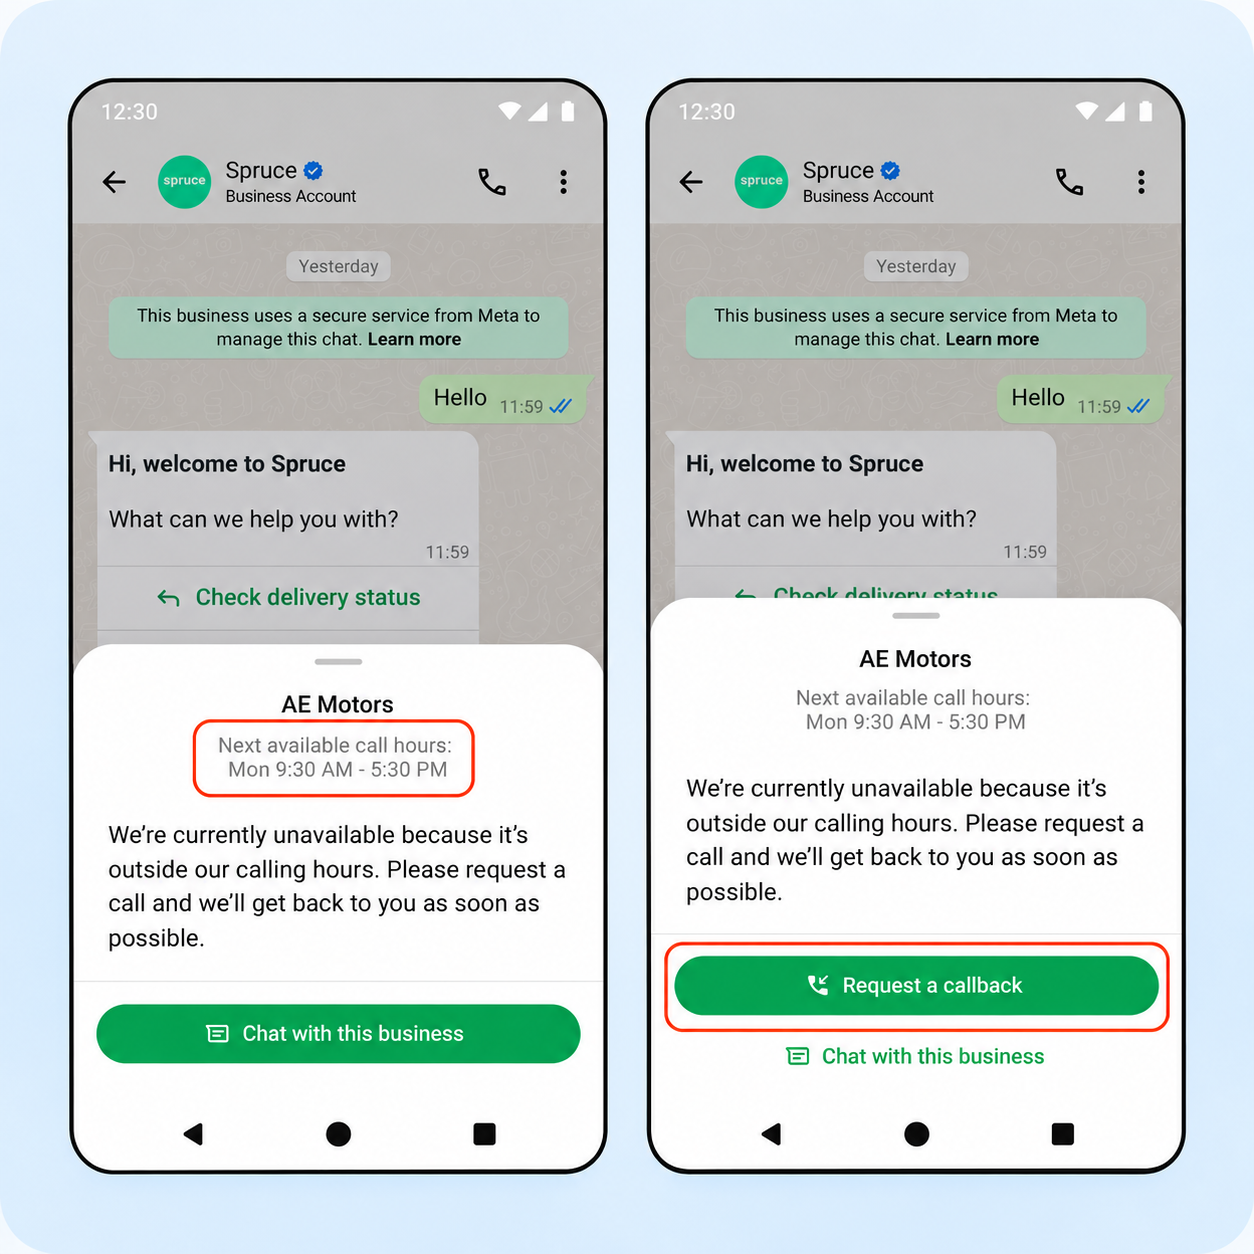 12:30
spruce
Spruce
Business Account
Yesterday
This business uses a secure service from Meta to
manage this chat. Learn more
Hello 11:59
Hi, welcome to Spruce
What can we help you with?
11:59
Check delivery status
AE Motors
Next available call hours:
Mon 9:30 AM - 5:30 PM
We’re currently unavailable because it’s
outside our calling hours. Please request a
call and we’ll get back to you as soon as
possible.
Chat with this business
12:30
spruce
Spruce
Business Account
Yesterday
This business uses a secure service from Meta to
manage this chat. Learn more
Hello 11:59
Hi, welcome to Spruce
What can we help you with?
11:59
Check delivery status
AE Motors
Next available call hours:
Mon 9:30 AM - 5:30 PM
We’re currently unavailable because it’s
outside our calling hours. Please request a
call and we’ll get back to you as soon as
possible.
Request a callback
Chat with this business